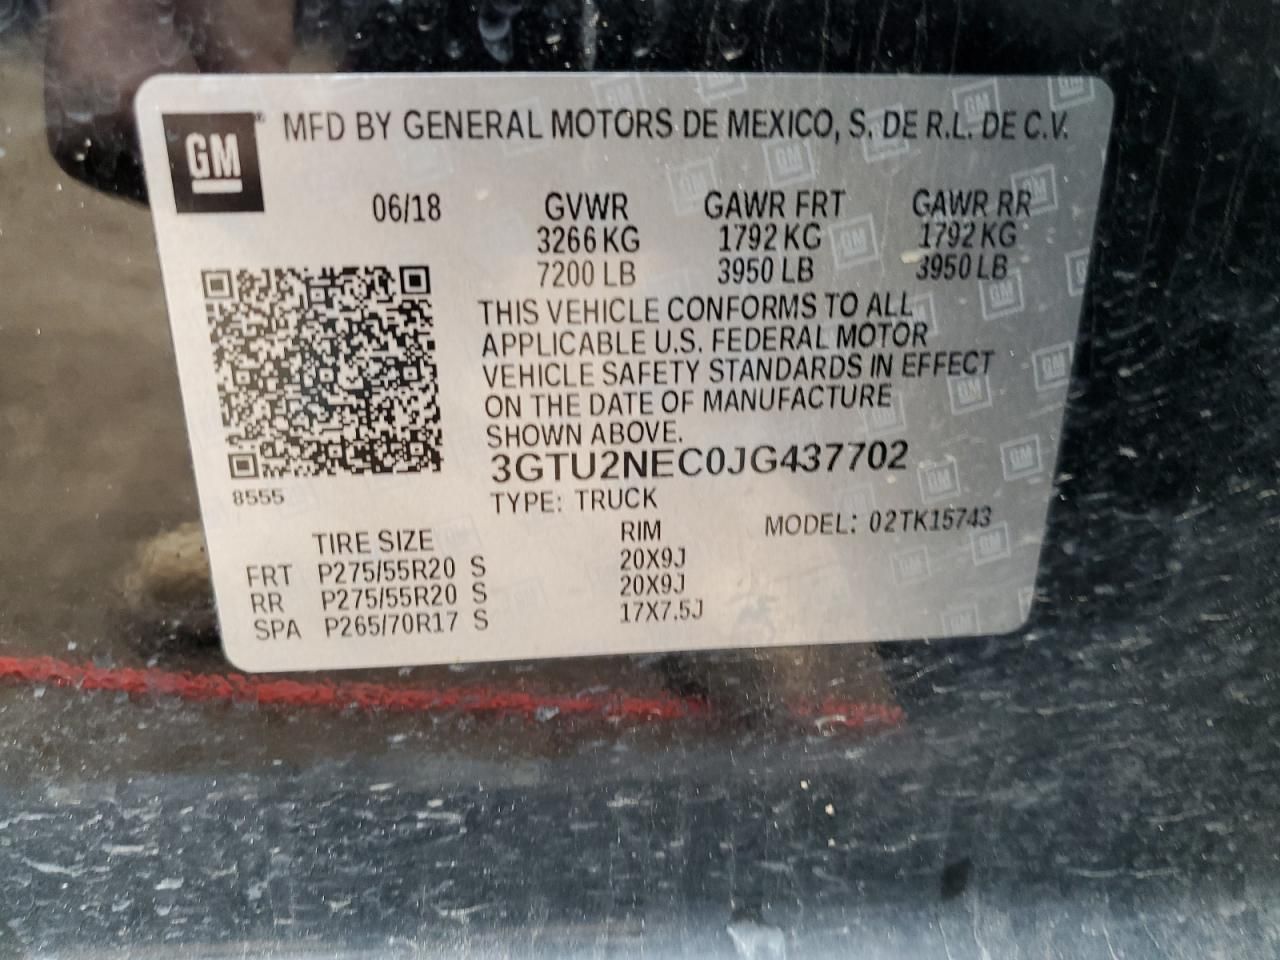 GM® MFD BY GENERAL MOTORS DE MEXICO, S. DE R.L. DE C.V.
06/18 GVWR GAWR FRT GAWR RR
3266 KG 1792 KG 1792 KG
7200 LB 3950 LB 3950 LB
THIS VEHICLE CONFORMS TO ALL
APPLICABLE U.S. FEDERAL MOTOR
VEHICLE SAFETY STANDARDS IN EFFECT
ON THE DATE OF MANUFACTURE
SHOWN ABOVE.
3GTU2NEC0JG437702
8555
TYPE: TRUCK
MODEL: 02TK15743
TIRE SIZE RIM
FRT P275/55R20 S 20X9J
RR P275/55R20 S 20X9J
SPA P265/70R17 S 17X7.5J